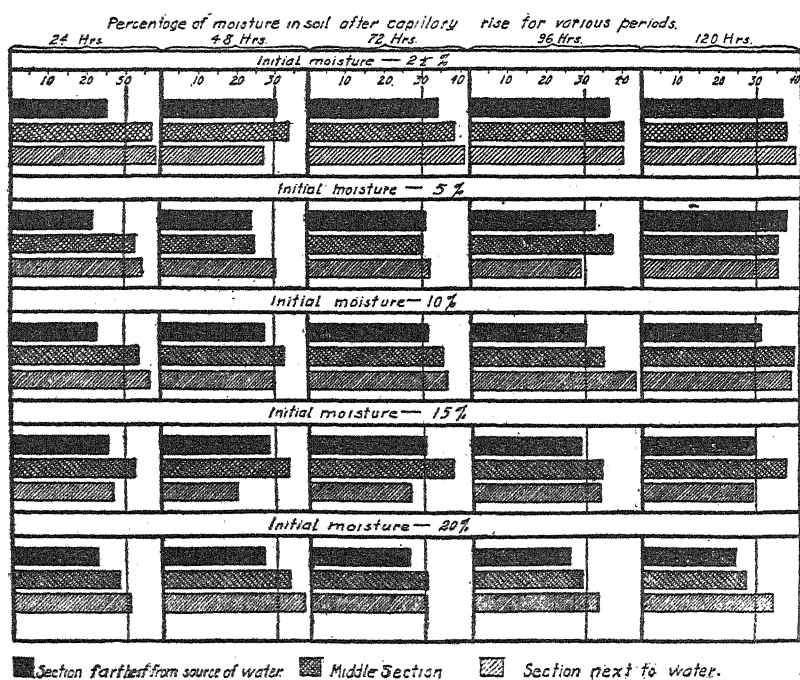 Percentage of moisture in soil after capillary rise for various periods.
24 Hrs. 48 Hrs. 72 Hrs. 96 Hrs. 120 Hrs.
Initial moisture — 2± %
10 20 30 10 20 30 10 20 30 40 10 20 30 40 10 20 30 40
Initial moisture — 5 %
Initial moisture — 10 %
Initial moisture — 15 %
Initial moisture — 20%
Section farthest from source of water. Middle Section Section next to water.